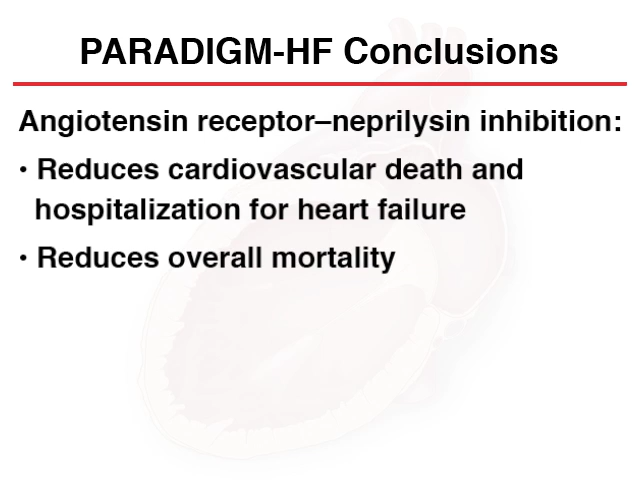 PARADIGM-HF Conclusions
Angiotensin receptor–neprilysin inhibition:
• Reduces cardiovascular death and
hospitalization for heart failure
• Reduces overall mortality